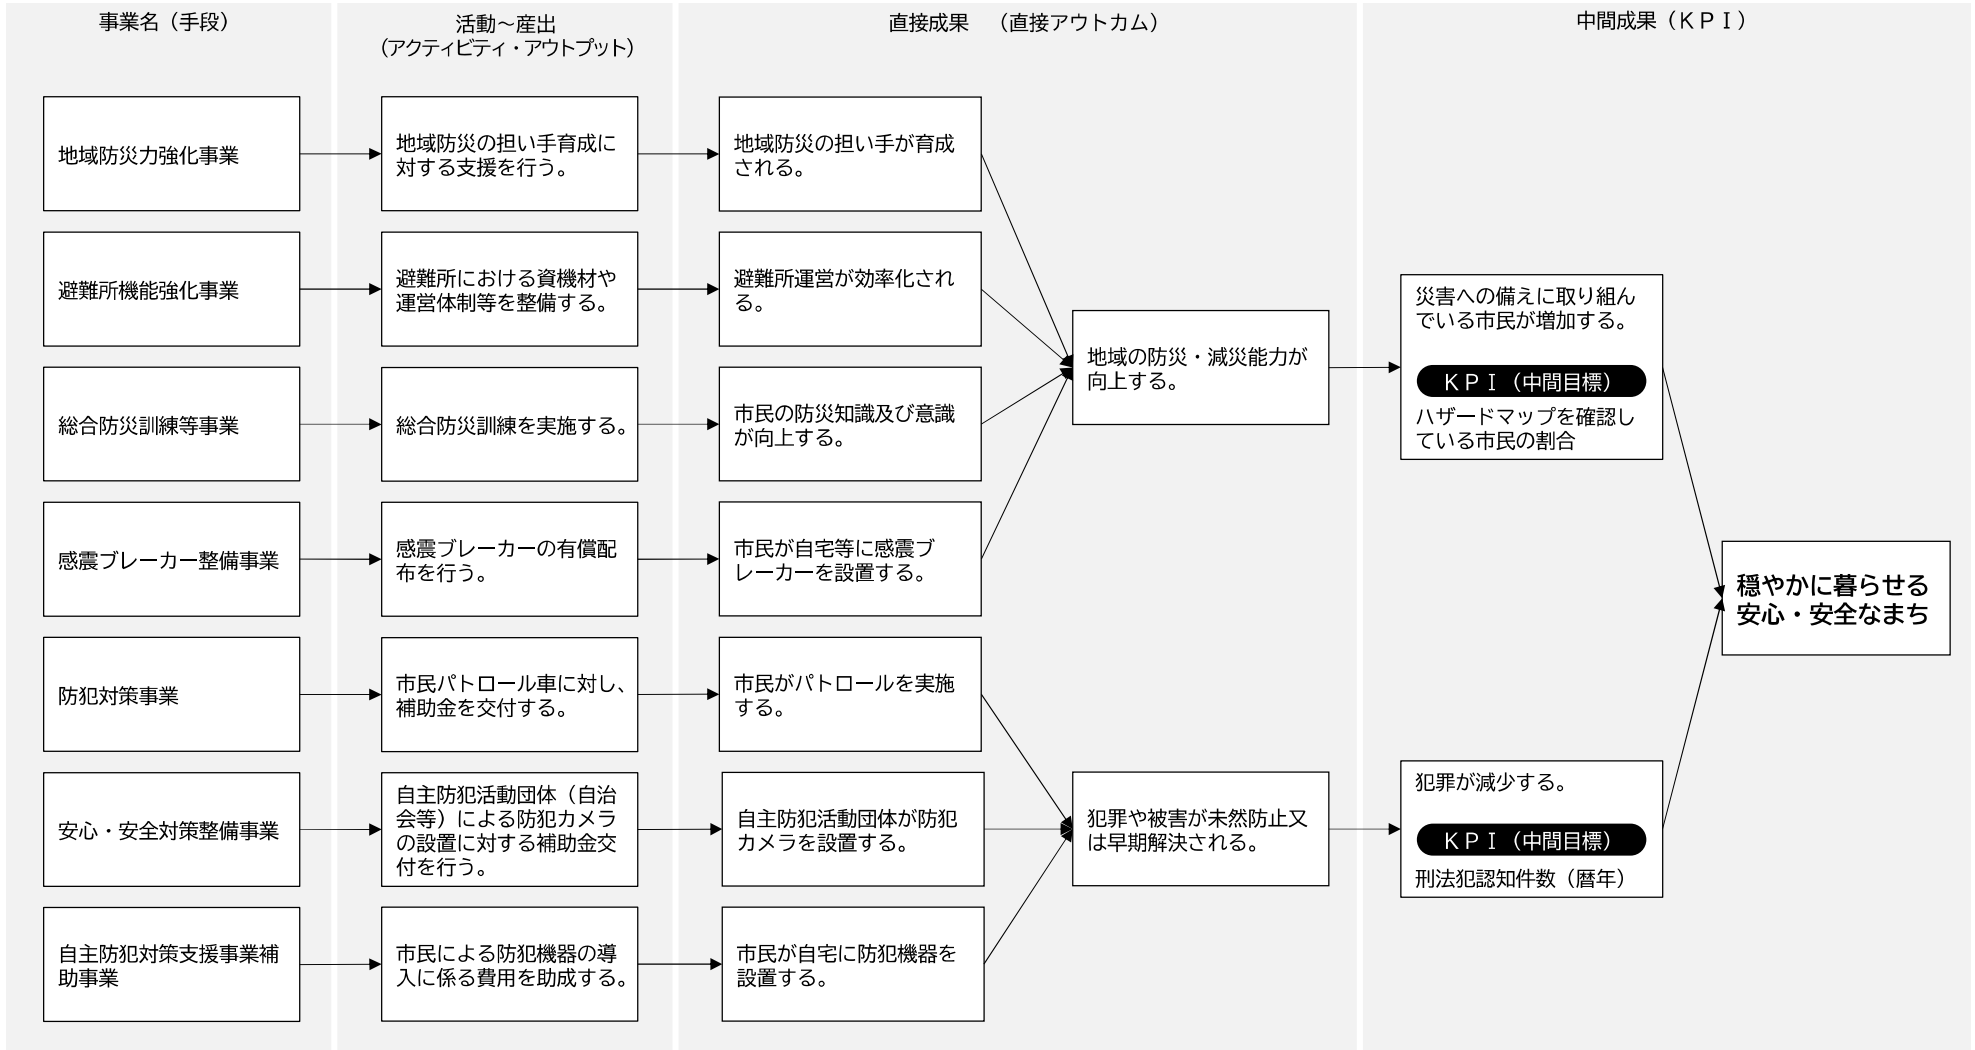 事業名（手段）
活動～産出
（アクティビティ・アウトプット）
直接成果　（直接アウトカム）
中間成果（ＫＰＩ）
地域防災力強化事業
地域防災の担い手育成に
対する支援を行う。
地域防災の担い手が育成
される。
避難所機能強化事業
避難所における資機材や
運営体制等を整備する。
避難所運営が効率化され
る。
総合防災訓練等事業
総合防災訓練を実施する。
市民の防災知識及び意識
が向上する。
感震ブレーカー整備事業
感震ブレーカーの有償配
布を行う。
市民が自宅等に感震ブ
レーカーを設置する。
地域の防災・減災能力が
向上する。
災害への備えに取り組ん
でいる市民が増加する。
ＫＰＩ（中間目標）
ハザードマップを確認し
ている市民の割合
防犯対策事業
市民パトロール車に対し、
補助金を交付する。
市民がパトロールを実施
する。
安心・安全対策整備事業
自主防犯活動団体（自治
会等）による防犯カメラ
の設置に対する補助金交
付を行う。
自主防犯活動団体が防犯
カメラを設置する。
自主防犯対策支援事業補
助事業
市民による防犯機器の導
入に係る費用を助成する。
市民が自宅に防犯機器を
設置する。
犯罪や被害が未然防止又
は早期解決される。
犯罪が減少する。
ＫＰＩ（中間目標）
刑法犯認知件数（暦年）
穏やかに暮らせる
安心・安全なまち